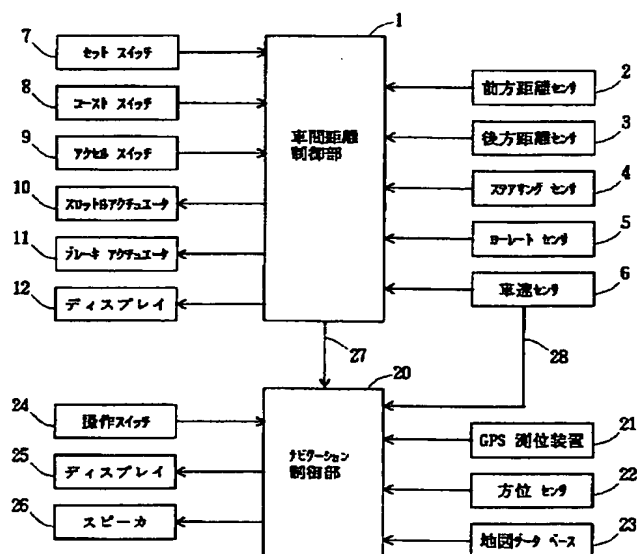 1
7
セット スイッチ
8
コースト スイッチ
9
アクセル スイッチ
10
スロットルアクチュエータ
11
ブレーキ アクチュエータ
12
ディスプレイ
車間距離
制御部
前方距離センサ
2
後方距離センサ
3
ステアリング センサ
4
ヨーレート センサ
5
車速センサ
6
27
28
20
24
操作スイッチ
25
ディスプレイ
26
スピーカ
ナビゲーション
制御部
GPS 測位装置
21
方位 センサ
22
地図データ ベース
23